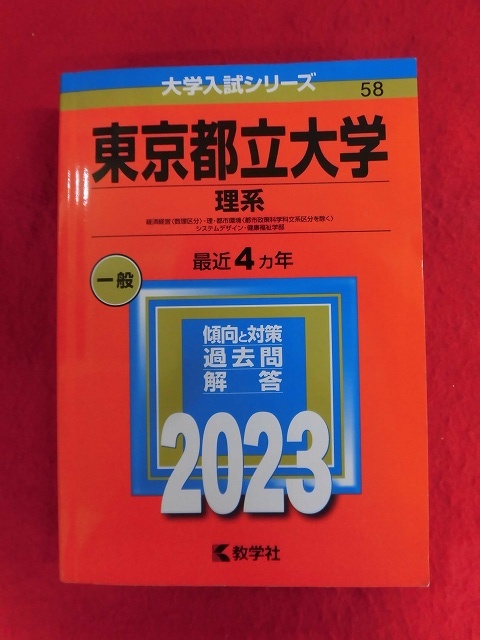 大学入試シリーズ
58
東京都立大学
理系
経済経営〈数理区分〉・理・都市環境〈都市政策科学科文系区分を除く〉
システムデザイン・健康福祉学部
最近4カ年
一般
傾向と対策
過去問
解答
2023
教学社